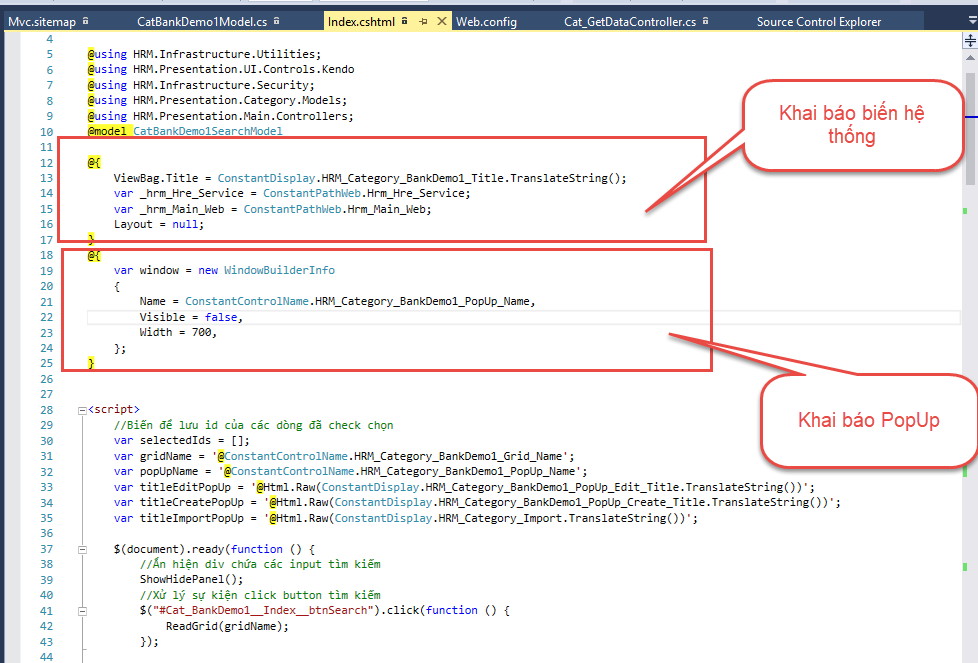 Mvc.sitemap CatBankDemo1Model.cs Index.cshtml Web.config Cat_GetDataController.cs Source Control Explorer
4
5 @using HRM.Infrastructure.Utilities;
6 @using HRM.Presentation.UI.Controls.Kendo
7 @using HRM.Infrastructure.Security;
8 @using HRM.Presentation.Category.Models;
9 @using HRM.Presentation.Main.Controllers;
10 @model CatBankDemo1SearchModel
11
12 @{
13 ViewBag.Title = ConstantDisplay.HRM_Category_BankDemo1_Title.TranslateString();
14 var _hrm_Hre_Service = ConstantPathWeb.Hrm_Hre_Service;
15 var _hrm_Main_Web = ConstantPathWeb.Hrm_Main_Web;
16 Layout = null;
17 }
Khai báo biến hệ
thống
18 @{
19 var window = new WindowBuilderInfo
20 {
21 Name = ConstantControlName.HRM_Category_BankDemo1_PopUp_Name,
22 Visible = false,
23 Width = 700,
24 };
25 }
Khai báo PopUp
26
27
28 <script>
29 //Biến để lưu id của các dòng đã check chọn
30 var selectedIds = [];
31 var gridName = '@ConstantControlName.HRM_Category_BankDemo1_Grid_Name';
32 var popUpName = '@ConstantControlName.HRM_Category_BankDemo1_PopUp_Name';
33 var titleEditPopUp = '@Html.Raw(ConstantDisplay.HRM_Category_BankDemo1_PopUp_Edit_Title.TranslateString())';
34 var titleCreatePopUp = '@Html.Raw(ConstantDisplay.HRM_Category_BankDemo1_PopUp_Create_Title.TranslateString())';
35 var titleImportPopUp = '@Html.Raw(ConstantDisplay.HRM_Category_Import.TranslateString())';
36
37 $(document).ready(function () {
38 //Ẩn hiện div chứa các input tìm kiếm
39 ShowHidePanel();
40 //Xử lý sự kiện click button tìm kiếm
41 $("#Cat_BankDemo1__Index__btnSearch").click(function () {
42 ReadGrid(gridName);
43 });
44